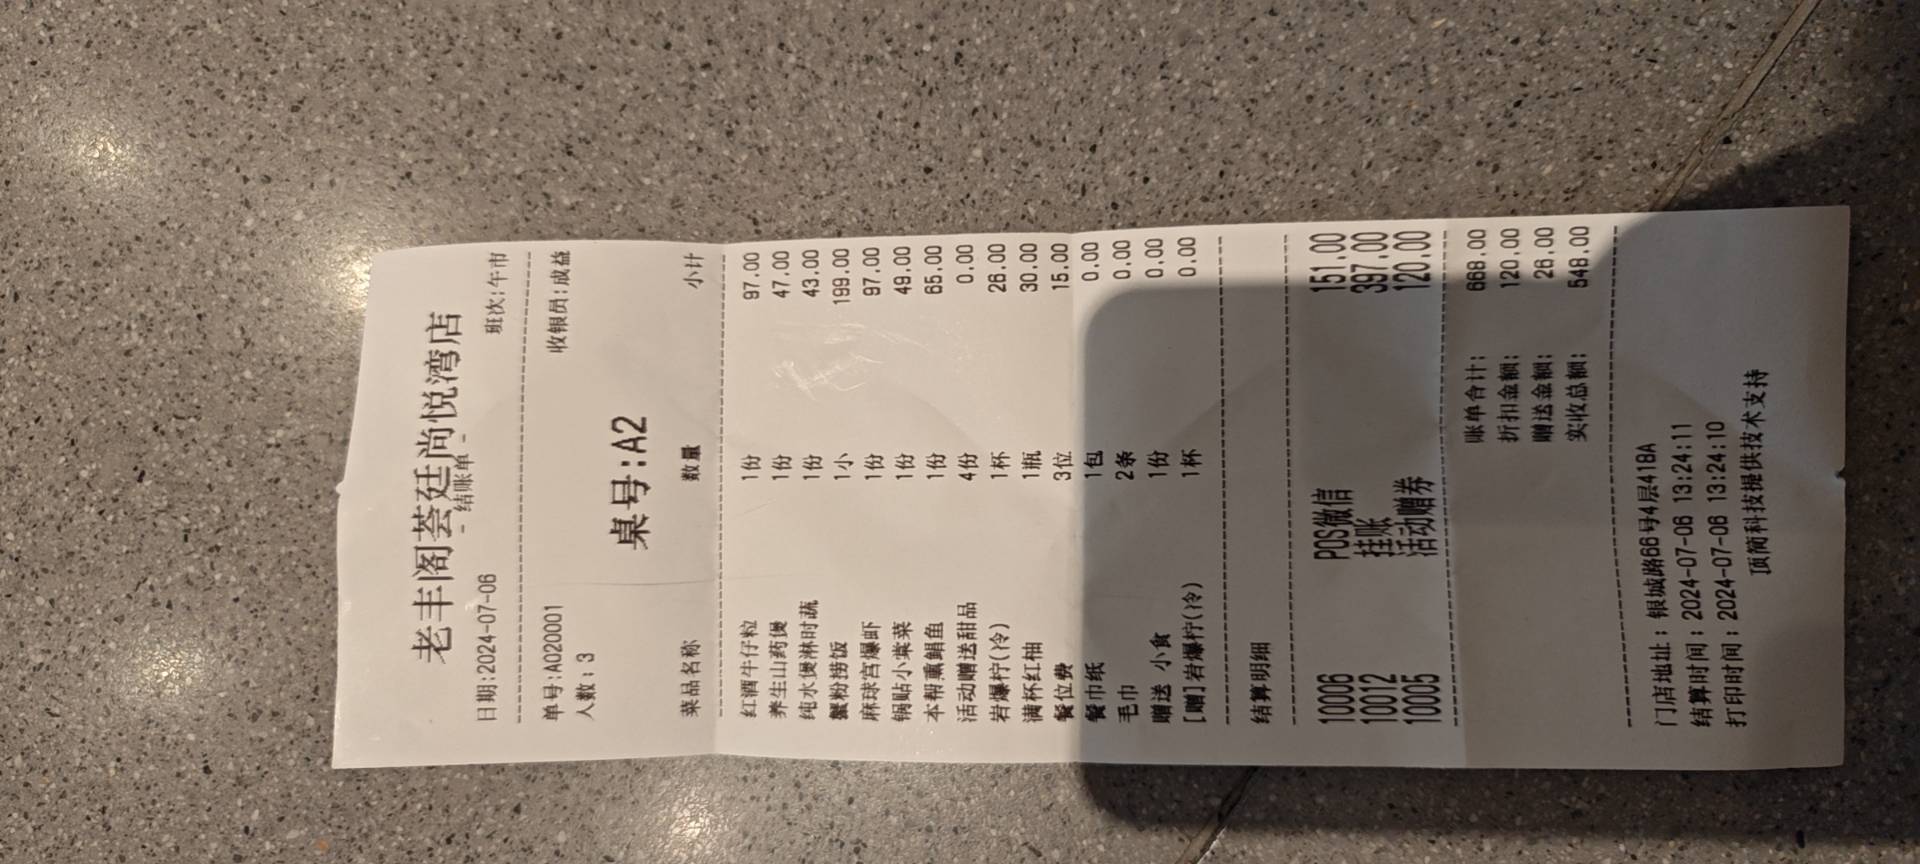 老丰阁荟廷尚悦湾店
- 结账单 -
日期:2024-07-06 班次:午市
单号:A020001 收银员:成益
人数:3
桌号:A2
菜品名称 数量 小计
红酒牛仔粒 1份 97.00
养生山药煲 1份 47.00
纯水煲淋时蔬 1份 43.00
蟹粉捞饭 1小 199.00
麻球宫爆虾 1份 97.00
锅贴小棠菜 1份 49.00
本帮熏鲳鱼 1份 65.00
活动赠送甜品 4份 0.00
岩爆柠(冷) 1杯 26.00
满杯红柚 1瓶 30.00
餐位费 3位 15.00
餐巾纸 1包 0.00
毛巾 2条 0.00
赠送 小食 1份 0.00
[赠]岩爆柠(冷) 1杯 0.00
结算明细
10006 POS微信 151.00
10012 挂账 397.00
10005 活动赠券 120.00
账单合计: 668.00
折扣金额: 120.00
赠送金额: 26.00
实收总额: 548.00
门店地址:银城路66号4层418A
结算时间:2024-07-06 13:24:11
打印时间:2024-07-06 13:24:10
顶葡科技提供技术支持